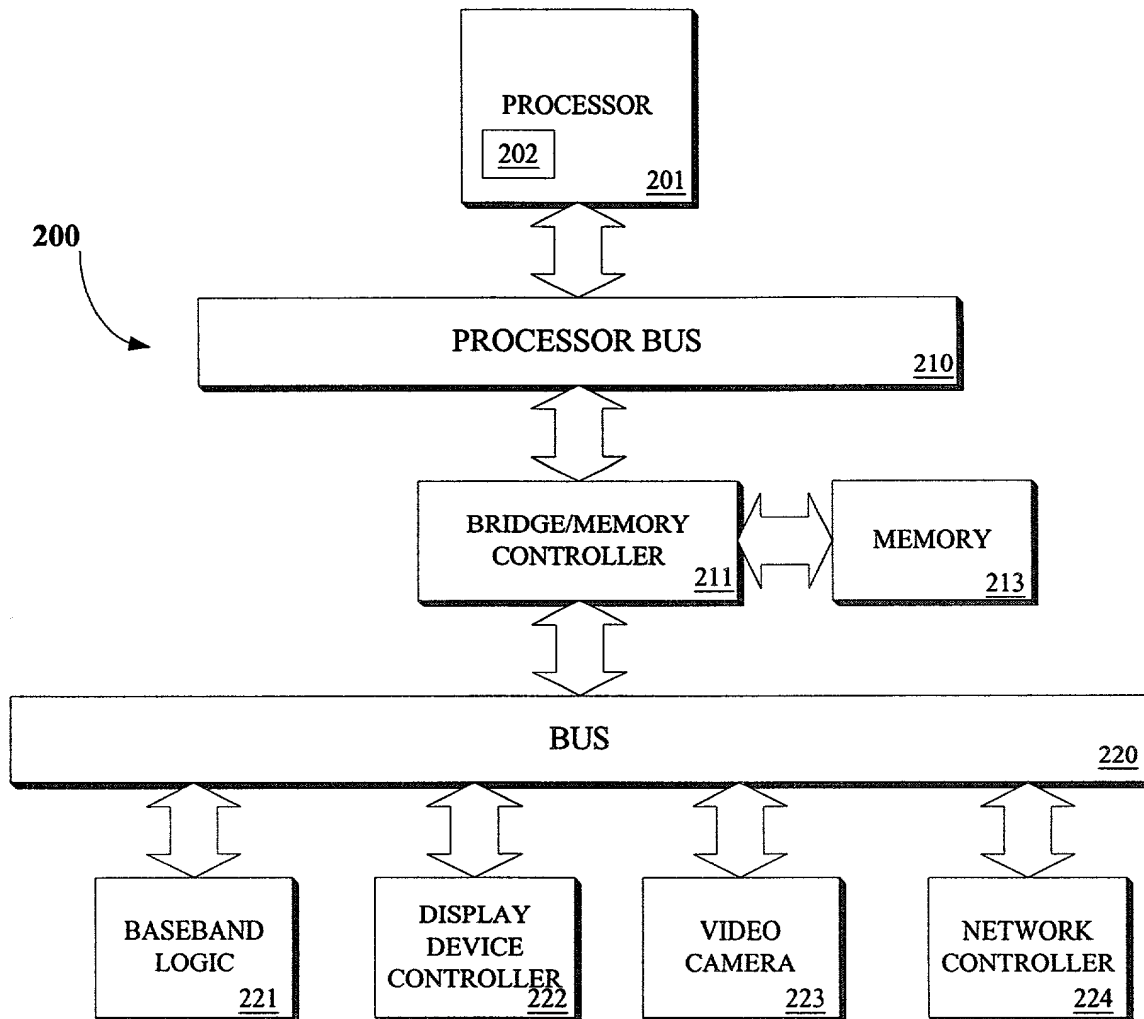 PROCESSOR
202
201
200
PROCESSOR BUS
210
BRIDGE/MEMORY
CONTROLLER
211
MEMORY
213
BUS
220
BASEBAND
LOGIC
221
DISPLAY
DEVICE
CONTROLLER
222
VIDEO
CAMERA
223
NETWORK
CONTROLLER
224